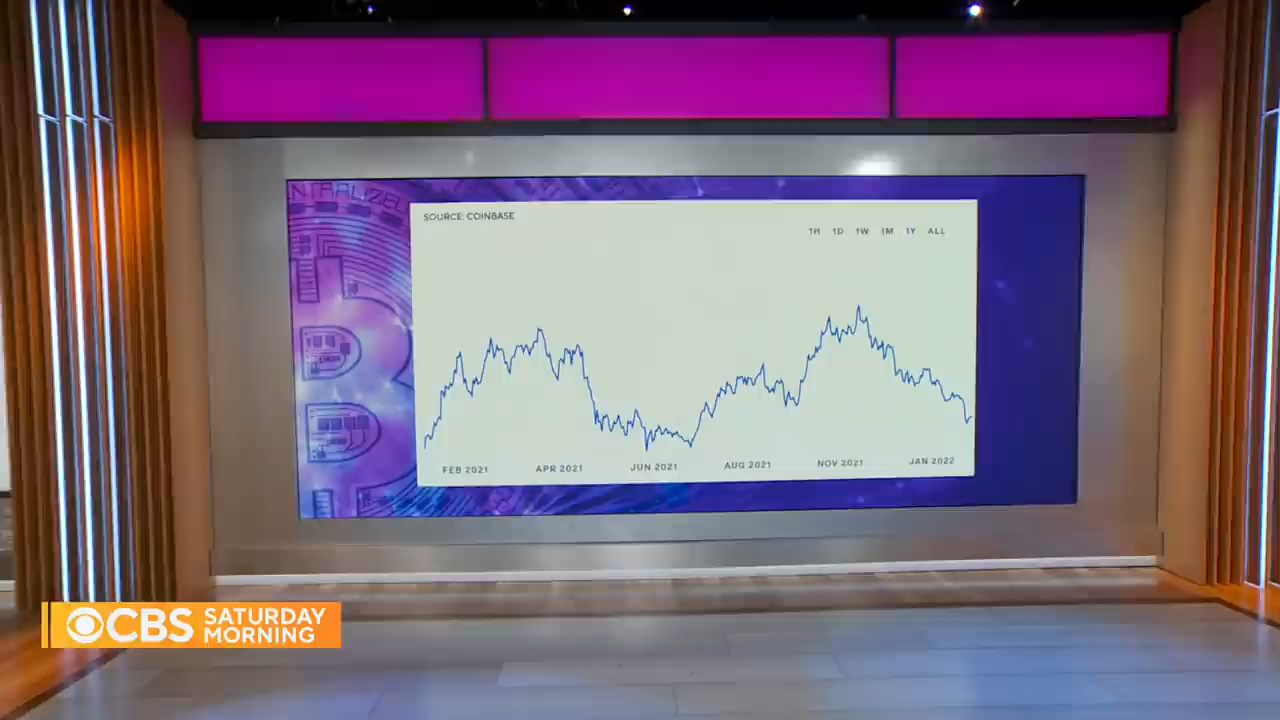 NTRALIZE
SOURCE: COINBASE
1H 1D 1W 1M 1Y ALL
FEB 2021 APR 2021 JUN 2021 AUG 2021 NOV 2021 JAN 2022
CBS SATURDAY
MORNING